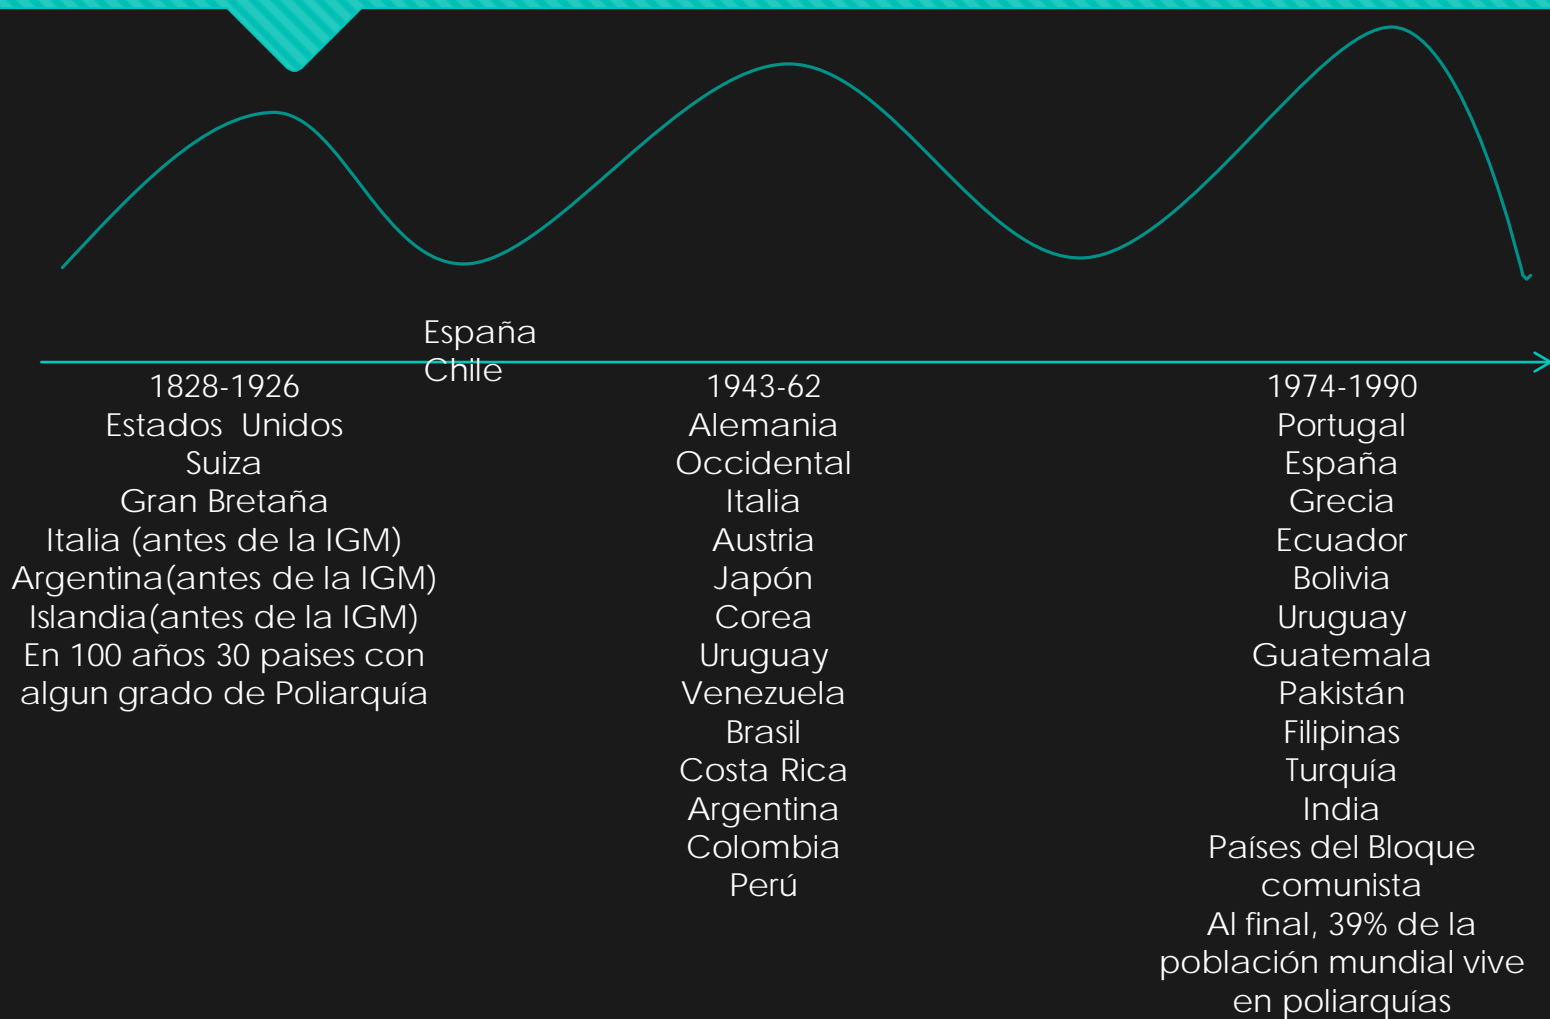 España
Chile
1828-1926
Estados Unidos
Suiza
Gran Bretaña
Italia (antes de la IGM)
Argentina(antes de la IGM)
Islandia(antes de la IGM)
En 100 años 30 paises con
algun grado de Poliarquía
1943-62
Alemania
Occidental
Italia
Austria
Japón
Corea
Uruguay
Venezuela
Brasil
Costa Rica
Argentina
Colombia
Perú
1974-1990
Portugal
España
Grecia
Ecuador
Bolivia
Uruguay
Guatemala
Pakistán
Filipinas
Turquía
India
Países del Bloque
comunista
Al final, 39% de la
población mundial vive
en poliarquías